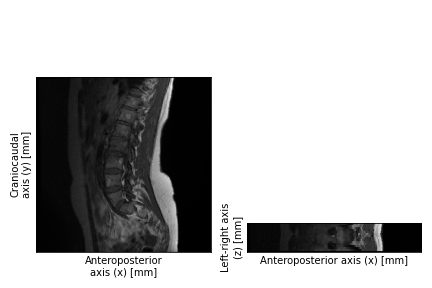 Craniocaudal
axis (y) [mm]
Anteroposterior
axis (x) [mm]
Left-right axis
(z) [mm]
Anteroposterior axis (x) [mm]